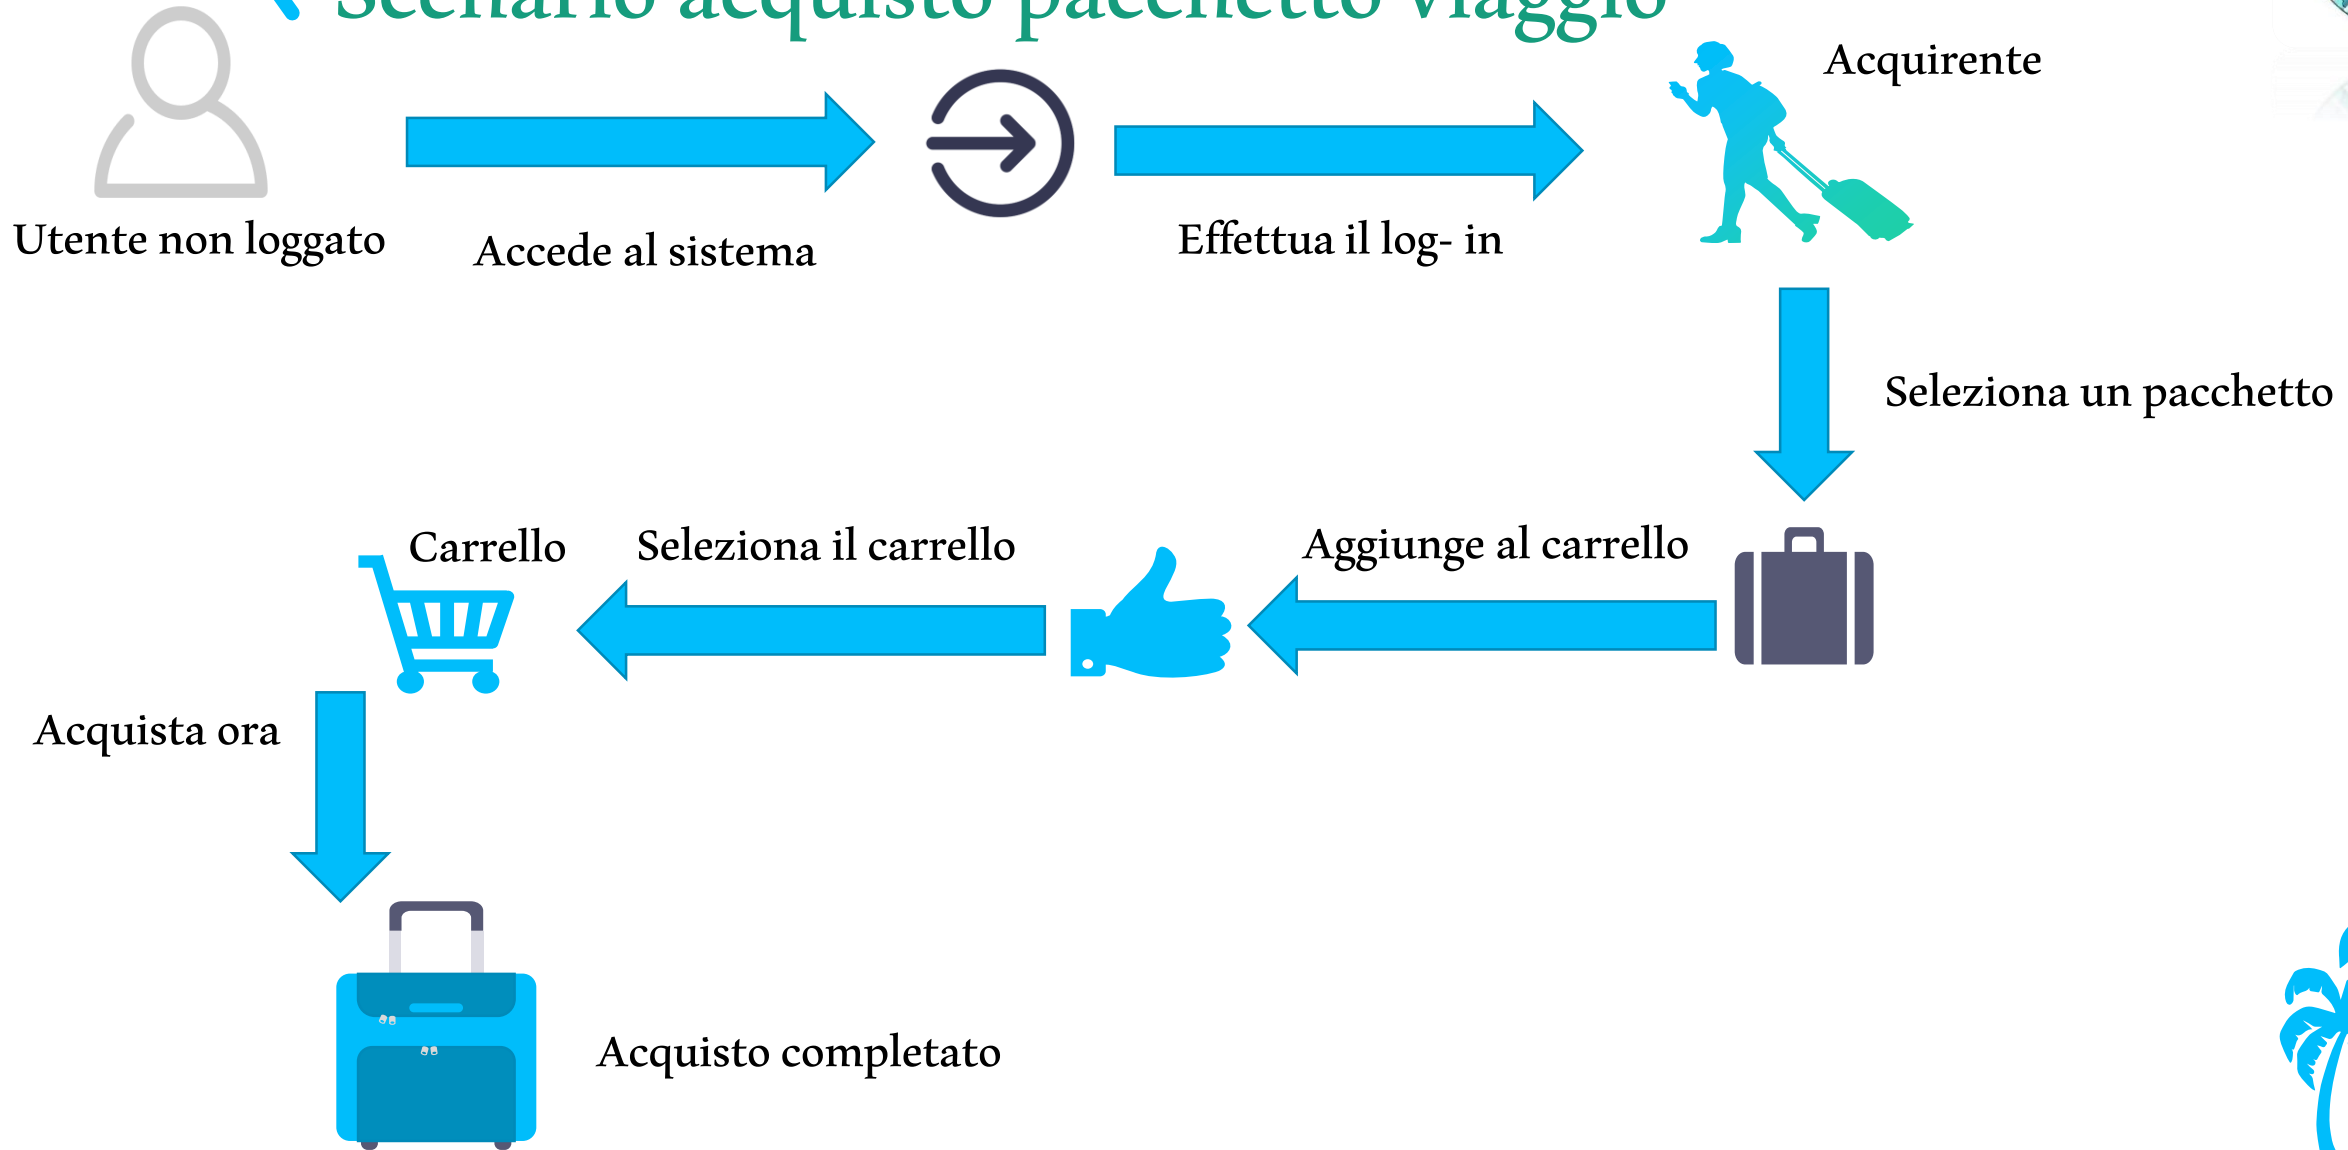 Scenario acquisto pacchetto viaggio
Acquirente
Utente non loggato
Accede al sistema
Effettua il log- in
Seleziona un pacchetto
Carrello
Seleziona il carrello
Aggiunge al carrello
Acquista ora
Acquisto completato